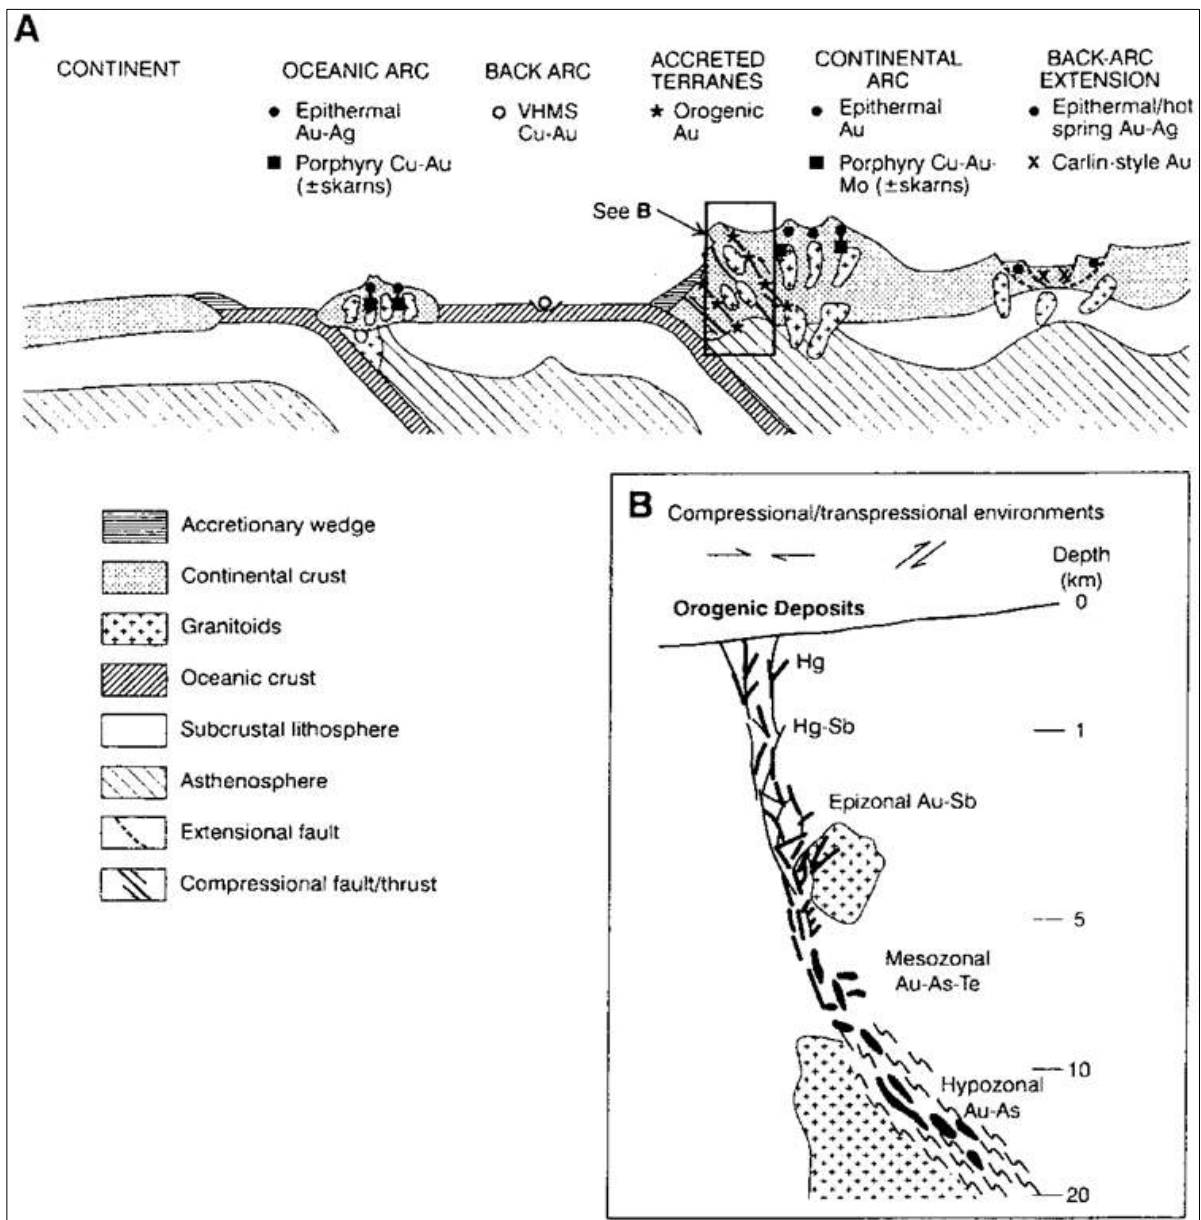 A
CONTINENT
OCEANIC ARC
● Epithermal
Au-Ag
■ Porphyry Cu-Au
(±skarns)
BACK ARC
○ VHMS
Cu-Au
ACCRETED
TERRANES
★ Orogenic
Au
CONTINENTAL
ARC
● Epithermal
Au
■ Porphyry Cu-Au-
Mo (±skarns)
BACK-ARC
EXTENSION
● Epithermal/hot
spring Au-Ag
x Carlin-style Au
See B
Accretionary wedge
Continental crust
Granitoids
Oceanic crust
Subcrustal lithosphere
Asthenosphere
Extensional fault
Compressional fault/thrust
B
Compressional/transpressional environments
Depth
(km)
Orogenic Deposits
0
Hg
Hg-Sb
1
Epizonal Au-Sb
5
Mesozonal
Au-As-Te
10
Hypozonal
Au-As
20